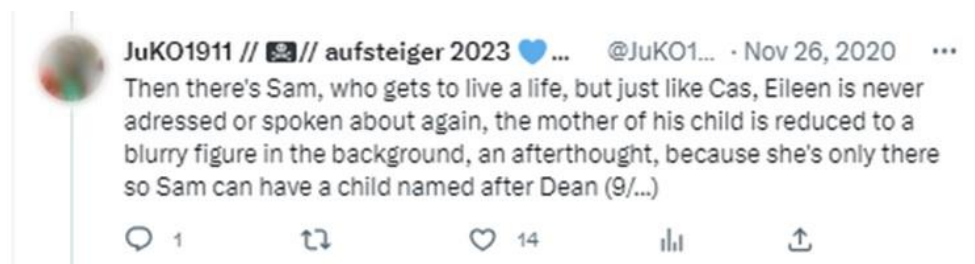 JuKO1911 // 🏴‍☠️// aufsteiger 2023 💙... @JuKO1... · Nov 26, 2020 ...
Then there's Sam, who gets to live a life, but just like Cas, Eileen is never
adressed or spoken about again, the mother of his child is reduced to a
blurry figure in the background, an afterthought, because she's only there
so Sam can have a child named after Dean (9/...)
1 14